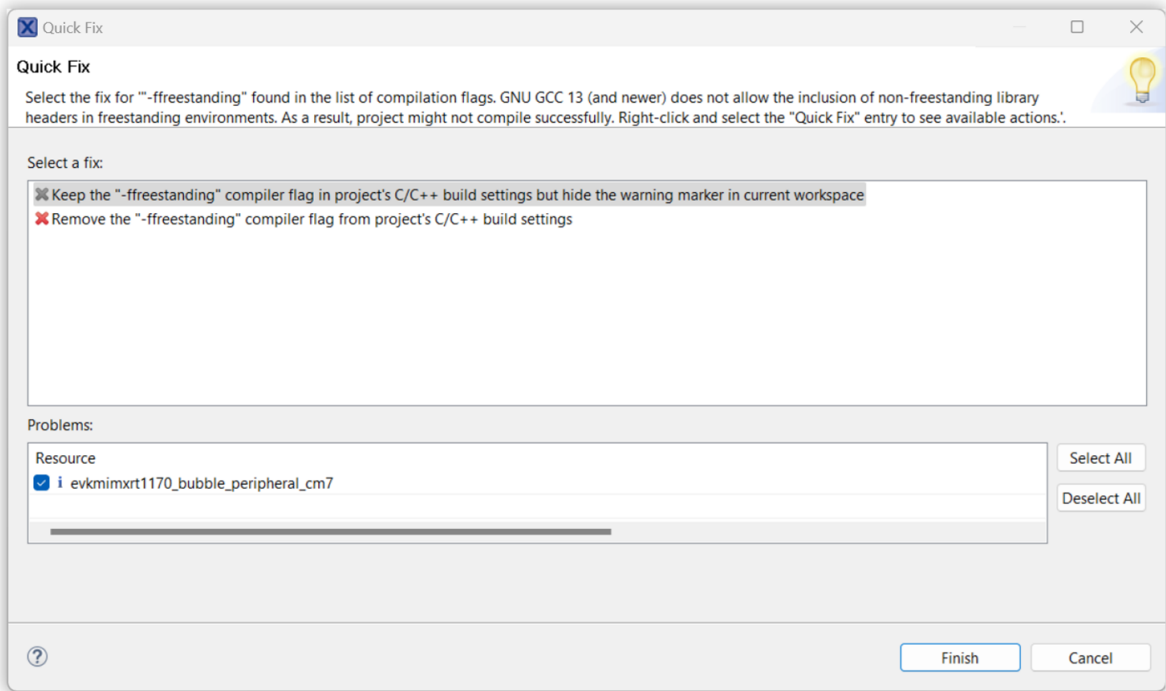 Quick Fix
Quick Fix
Select the fix for '"-ffreestanding" found in the list of compilation flags. GNU GCC 13 (and newer) does not allow the inclusion of non-freestanding library
headers in freestanding environments. As a result, project might not compile successfully. Right-click and select the "Quick Fix" entry to see available actions.'.
Select a fix:
Keep the "-ffreestanding" compiler flag in project's C/C++ build settings but hide the warning marker in current workspace
Remove the "-ffreestanding" compiler flag from project's C/C++ build settings
Problems:
Resource
evkmimxrt1170_bubble_peripheral_cm7
Select All
Deselect All
Finish
Cancel